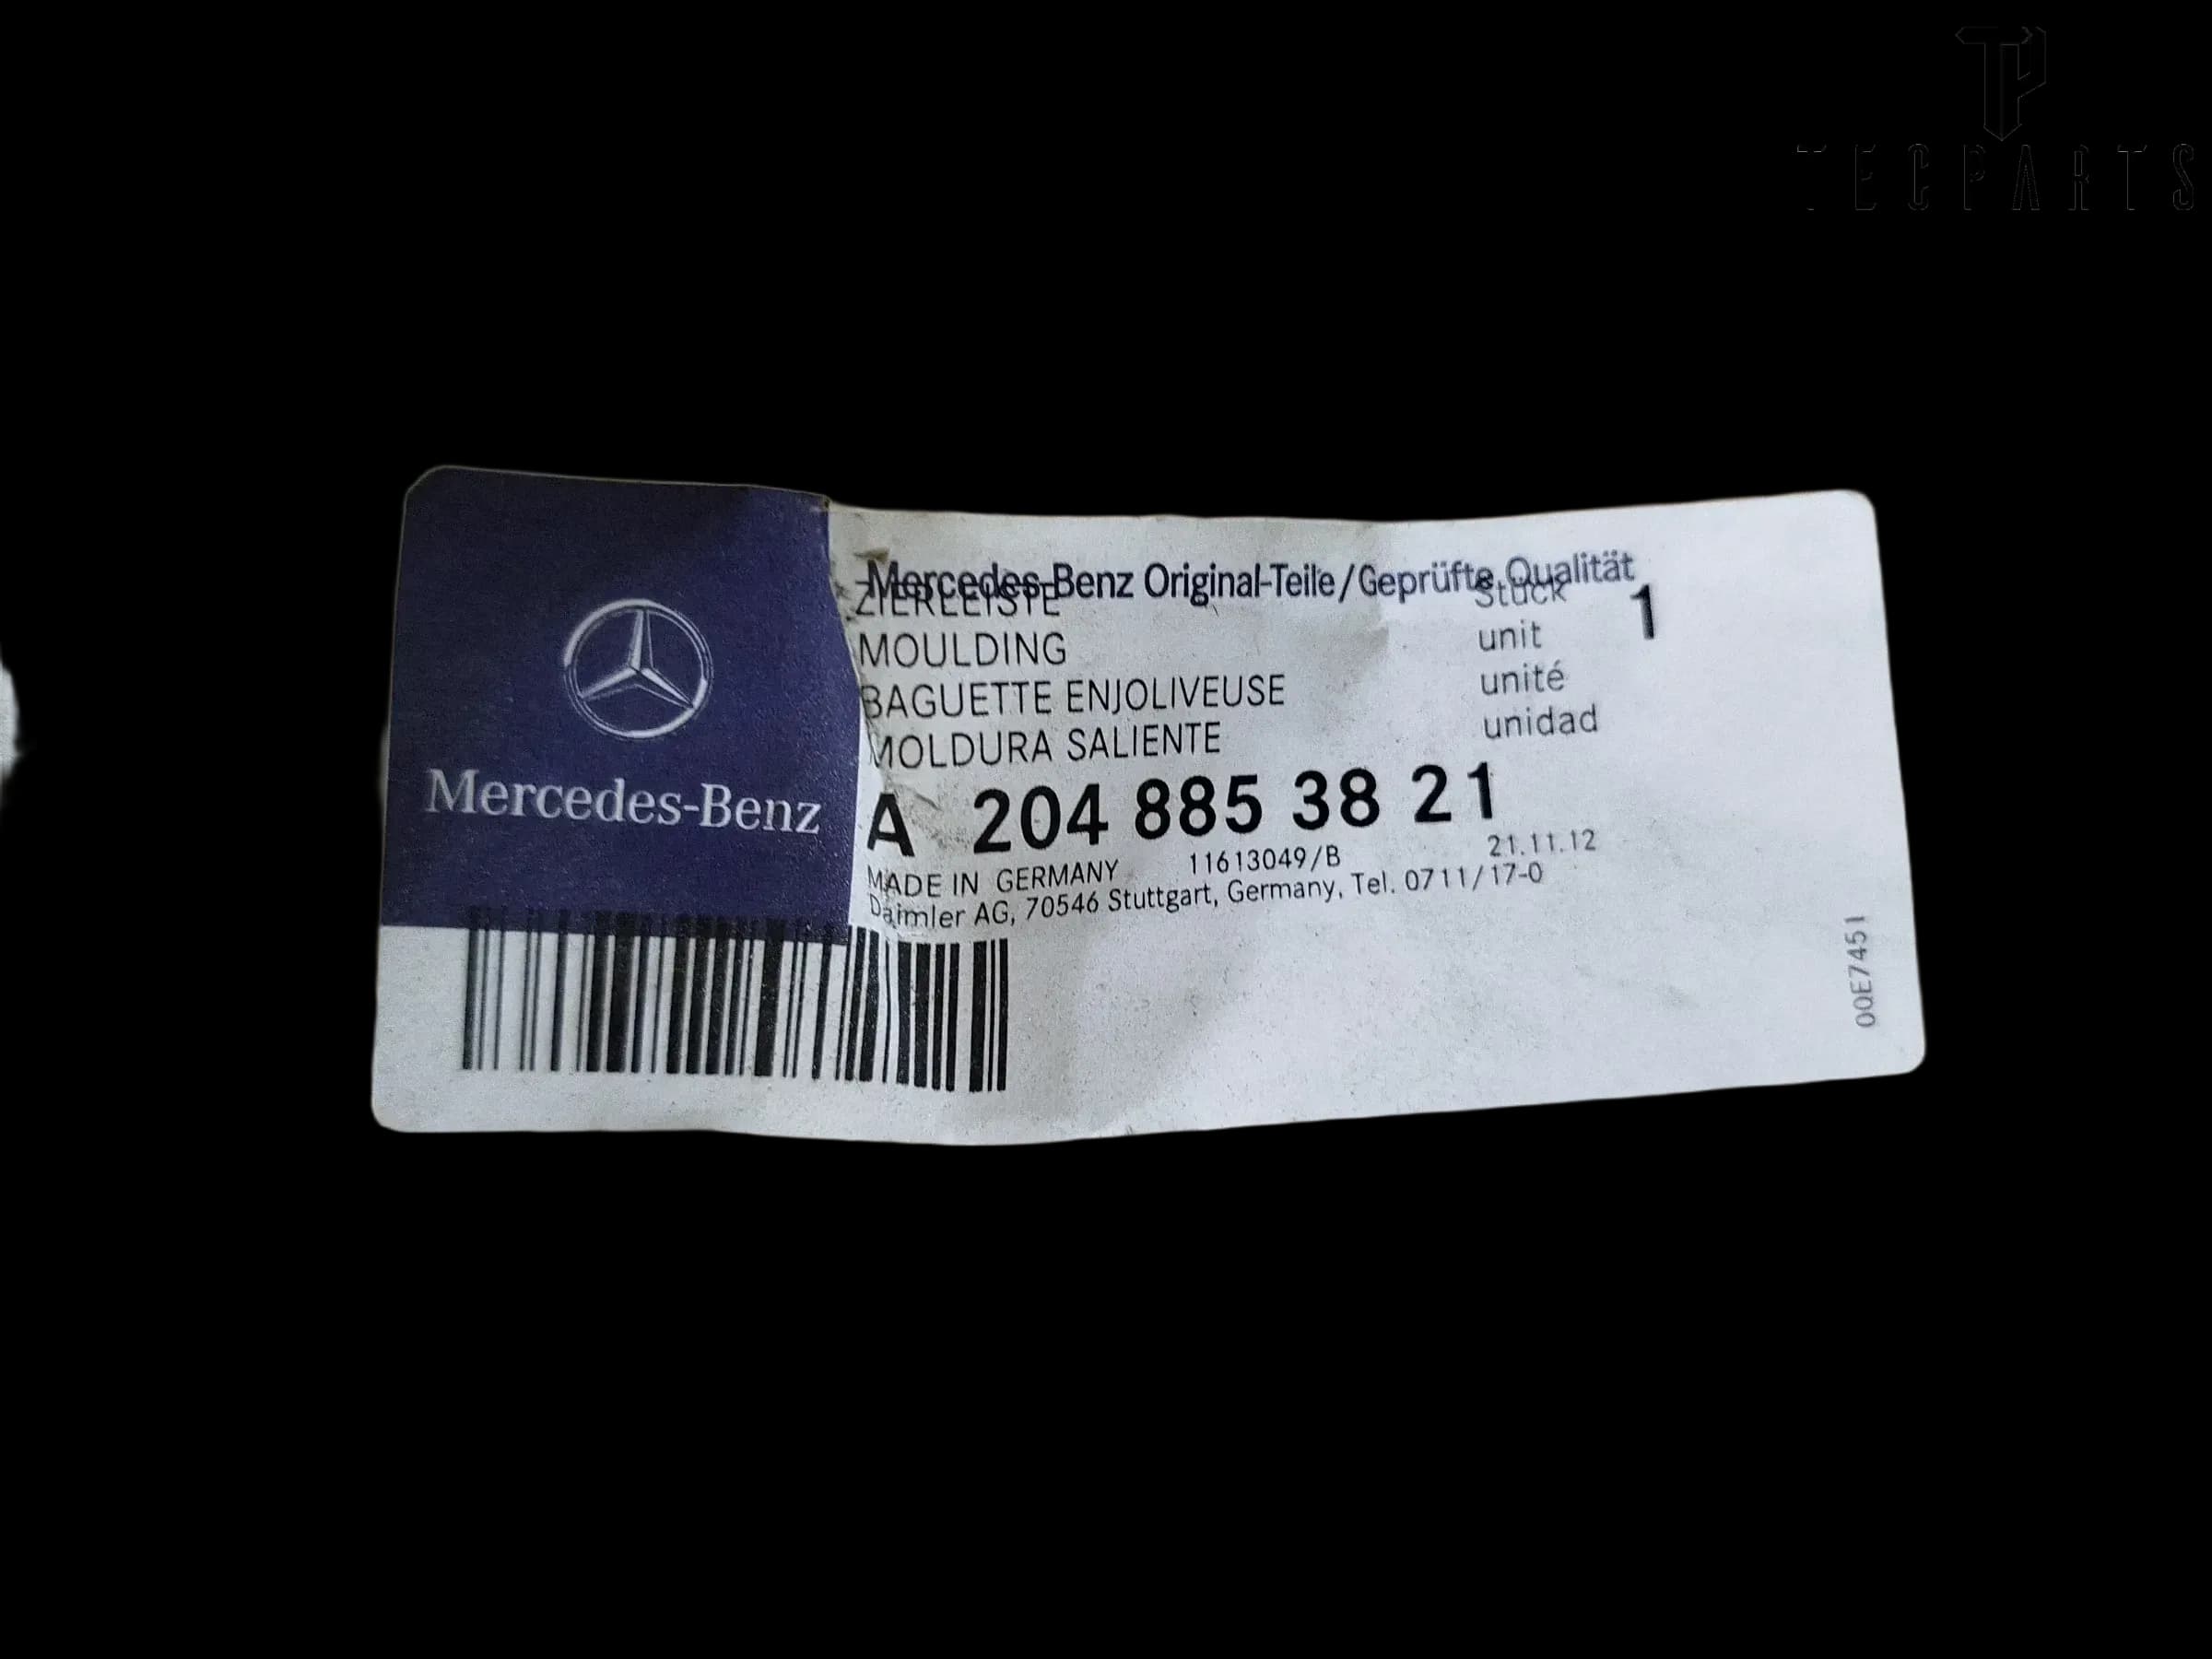 TECPARTS
Mercedes-Benz
Mercedes-Benz Original-Teile/Geprüfte Qualität
ZIERLEISTE
MOULDING
BAGUETTE ENJOLIVEUSE
MOLDURA SALIENTE
Stück 1
unit
unité
unidad
A 204 885 38 21
MADE IN GERMANY 11613049/B 21.11.12
Daimler AG, 70546 Stuttgart, Germany, Tel. 0711/17-0
00E7451